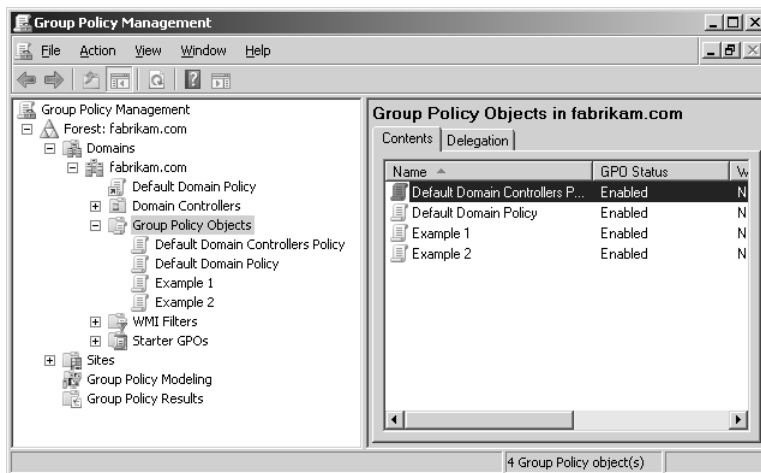 Group Policy Management
File Action View Window Help
Group Policy Management
Forest: fabrikam.com
Domains
fabrikam.com
Default Domain Policy
Domain Controllers
Group Policy Objects
Default Domain Controllers Policy
Default Domain Policy
Example 1
Example 2
WMI Filters
Starter GPOs
Sites
Group Policy Modeling
Group Policy Results
Group Policy Objects in fabrikam.com
Contents Delegation
Name GPO Status W
Default Domain Controllers P... Enabled N
Default Domain Policy Enabled N
Example 1 Enabled N
Example 2 Enabled N
4 Group Policy object(s)